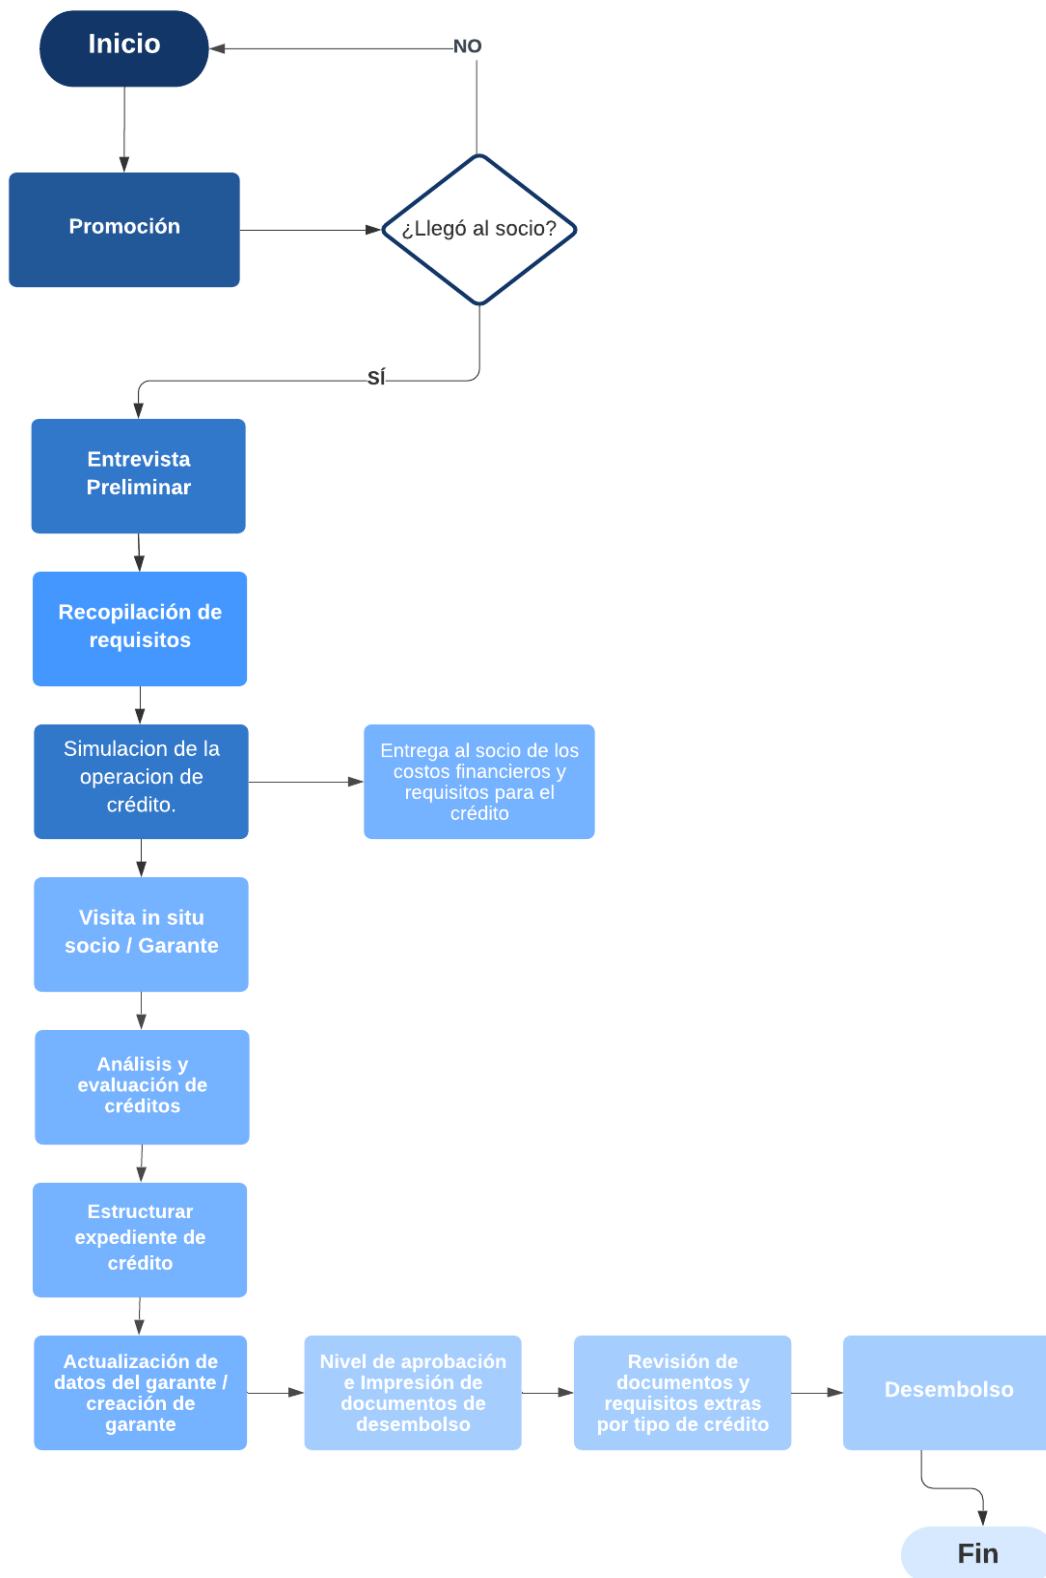 Inicio
NO
Promoción
¿Llegó al socio?
SÍ
Entrevista
Preliminar
Recopilación de
requisitos
Simulacion de la
operacion de
crédito.
Entrega al socio de los
costos financieros y
requisitos para el
crédito
Visita in situ
socio / Garante
Análisis y
evaluación de
créditos
Estructurar
expediente de
crédito
Actualización de
datos del garante /
creación de
garante
Nivel de aprobación
e Impresión de
documentos de
desembolso
Revisión de
documentos y
requisitos extras
por tipo de crédito
Desembolso
Fin